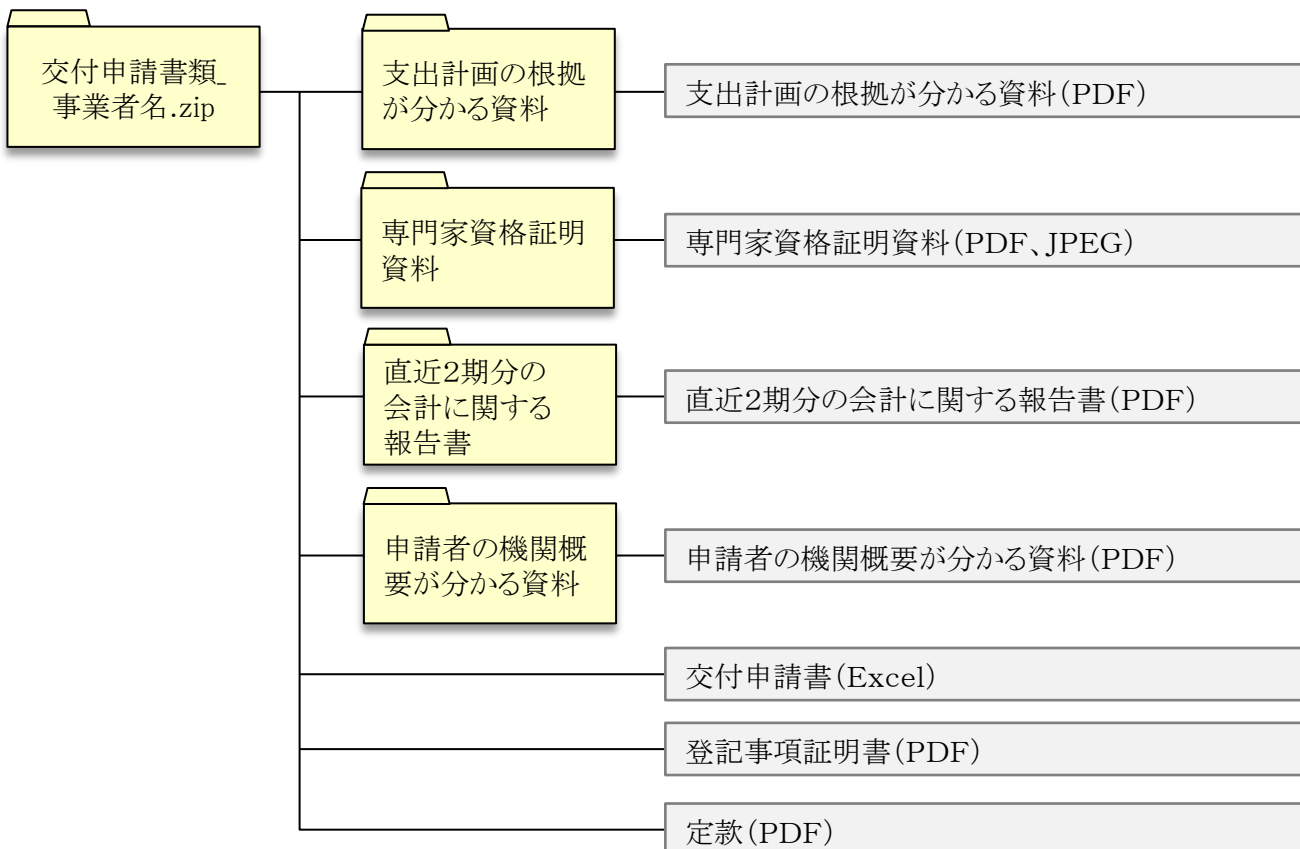 交付申請書類_
事業者名.zip
支出計画の根拠
が分かる資料
支出計画の根拠が分かる資料(PDF)
専門家資格証明
資料
専門家資格証明資料(PDF、JPEG)
直近2期分の
会計に関する
報告書
直近2期分の会計に関する報告書(PDF)
申請者の機関概
要が分かる資料
申請者の機関概要が分かる資料(PDF)
交付申請書(Excel)
登記事項証明書(PDF)
定款(PDF)